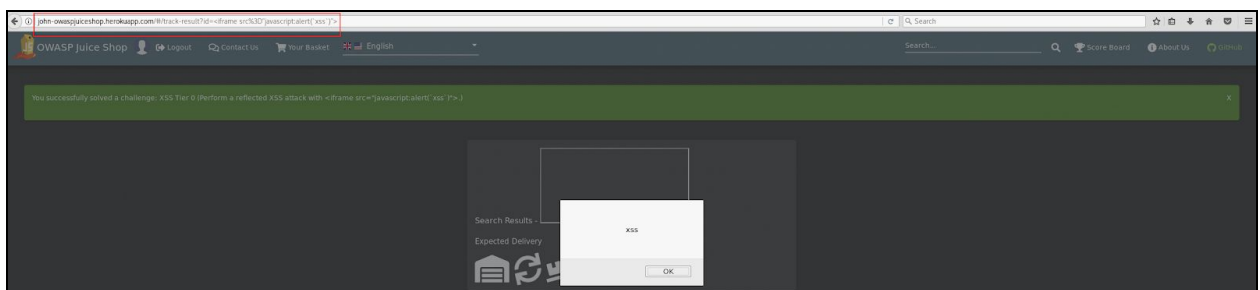 john-owaspjuiceshop.herokuapp.com/#/track-result?id=<iframe src%3D"javascript:alert(`xss`)">
Search
OWASP Juice Shop Logout Contact Us Your Basket English Search... Score Board About Us GitHub
You successfully solved a challenge: XSS Tier 0 (Perform a reflected XSS attack with <iframe src="javascript:alert(`xss`)">.)
X
Search Results -
xss
Expected Delivery
OK